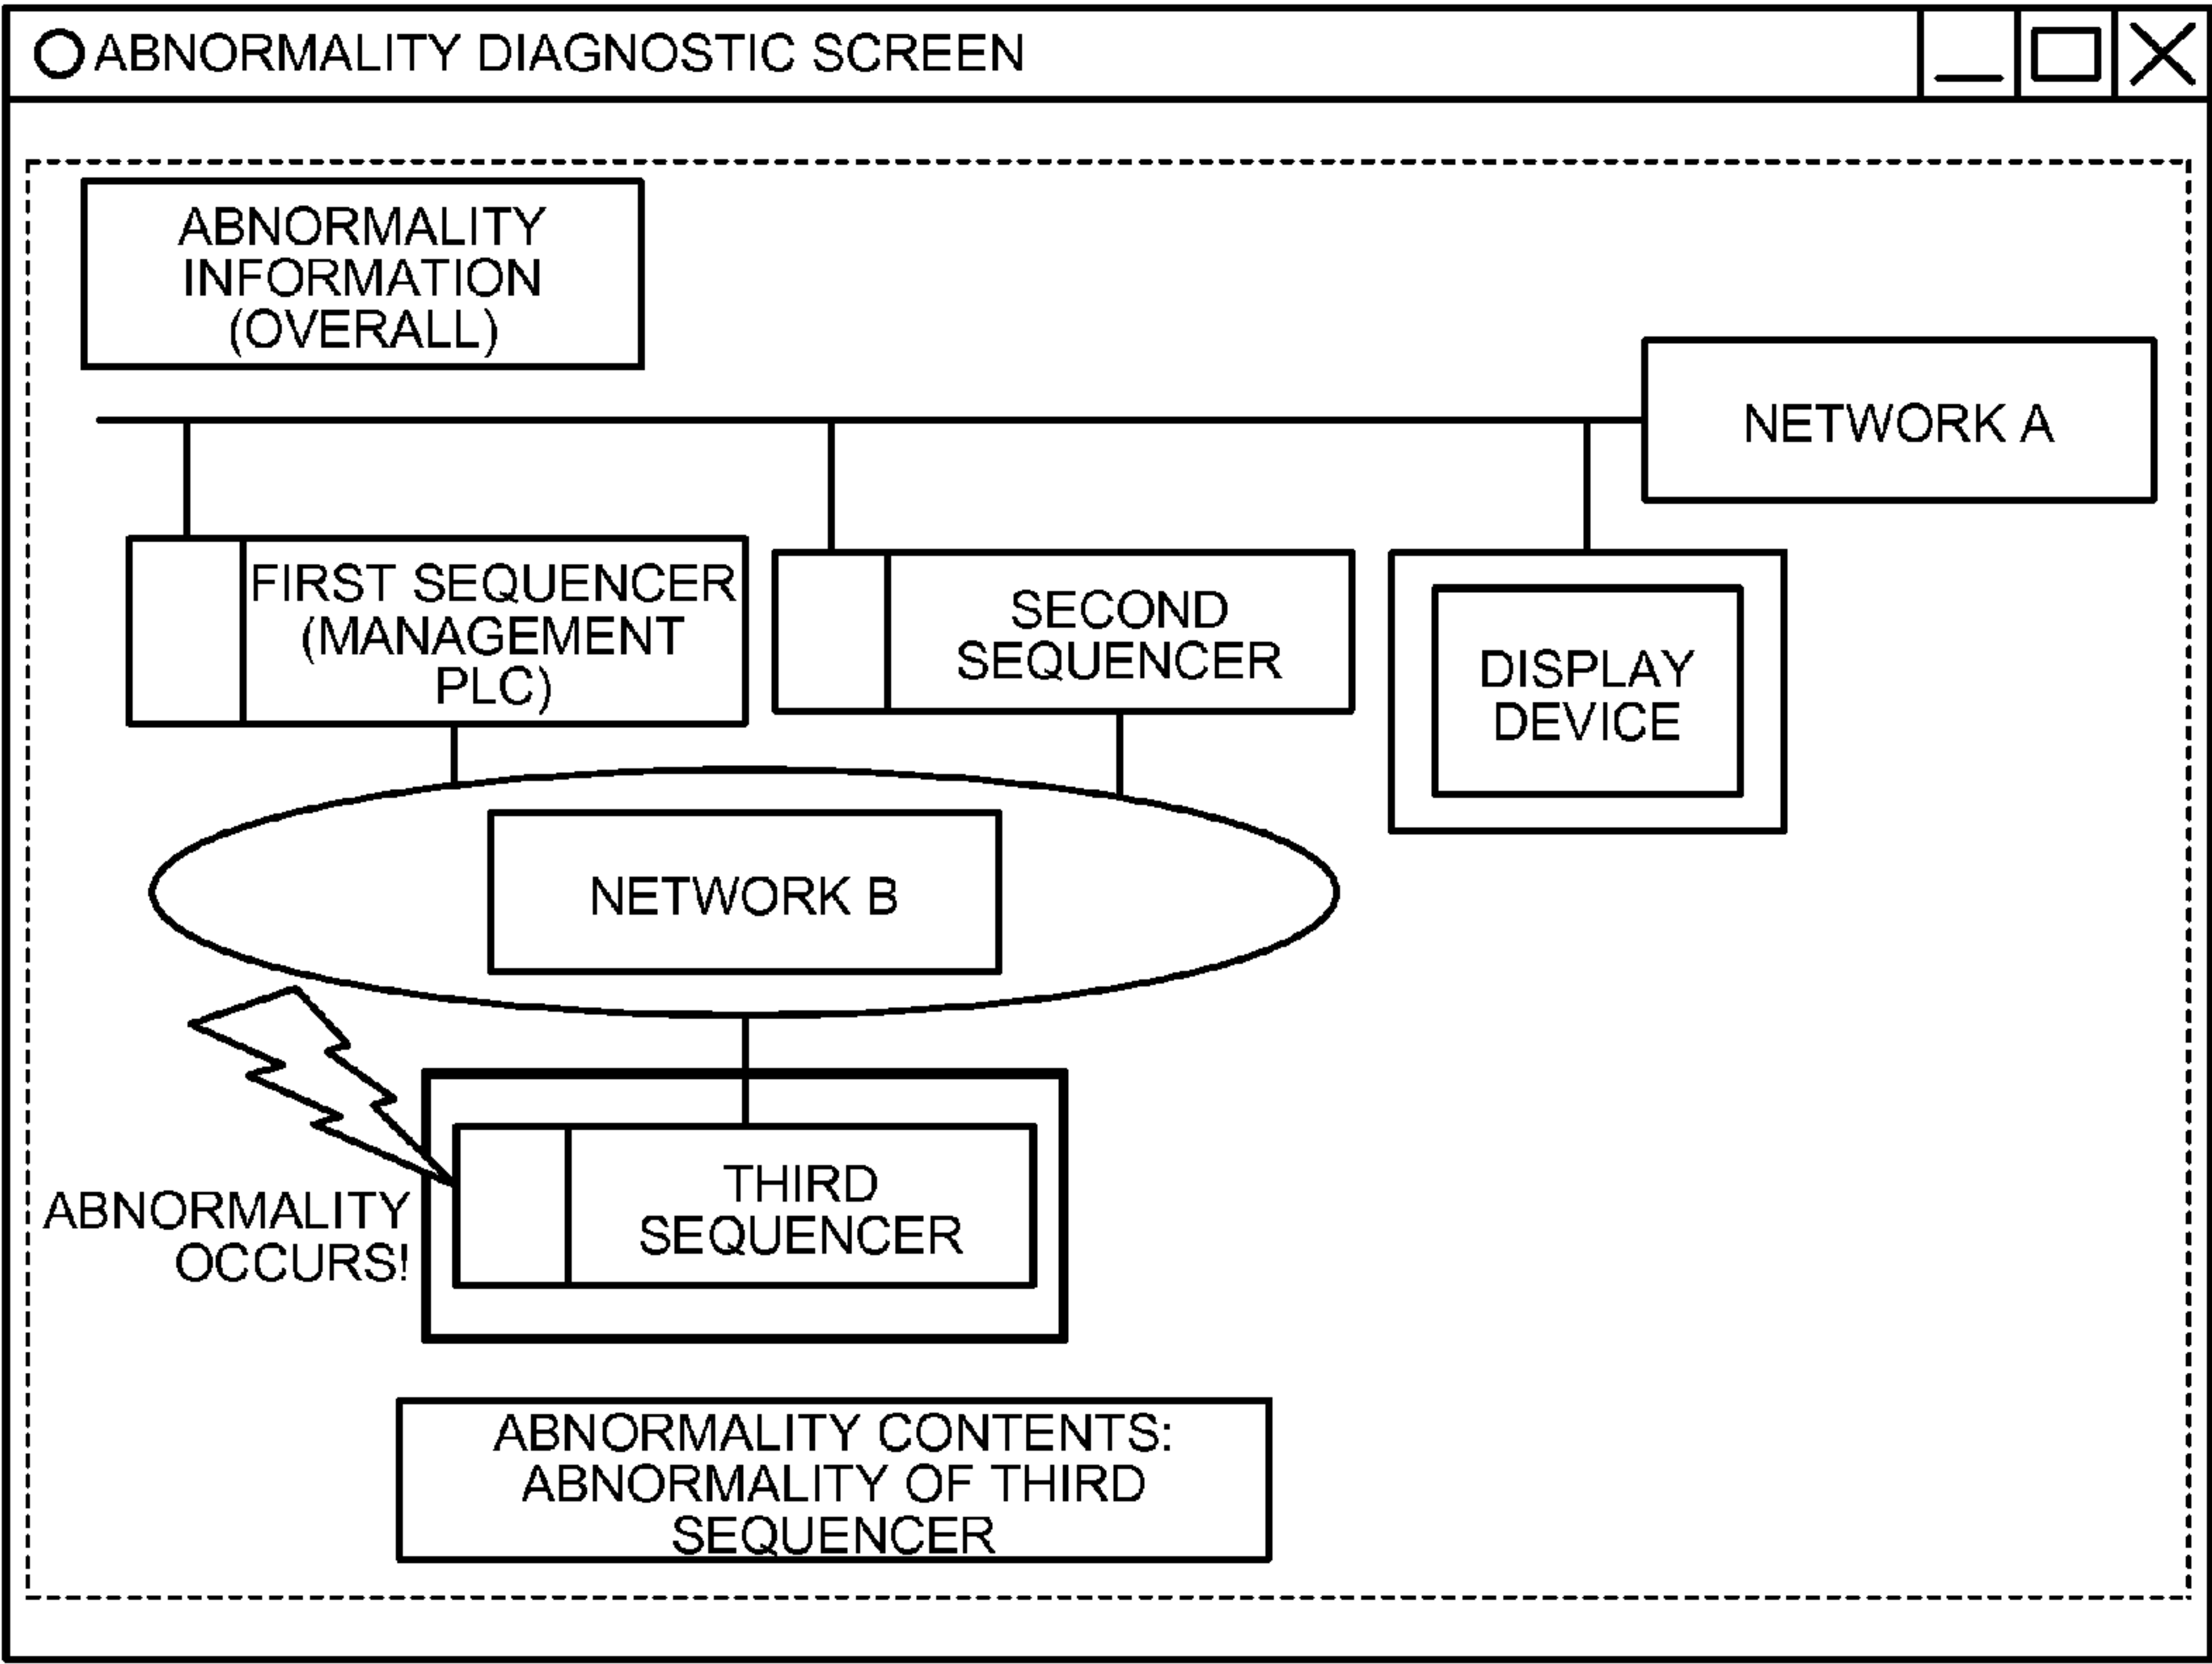 ABNORMALITY DIAGNOSTIC SCREEN
ABNORMALITY
INFORMATION
(OVERALL)
NETWORK A
FIRST SEQUENCER
(MANAGEMENT
PLC)
SECOND
SEQUENCER
DISPLAY
DEVICE
NETWORK B
THIRD
SEQUENCER
ABNORMALITY
OCCURS!
ABNORMALITY CONTENTS:
ABNORMALITY OF THIRD
SEQUENCER